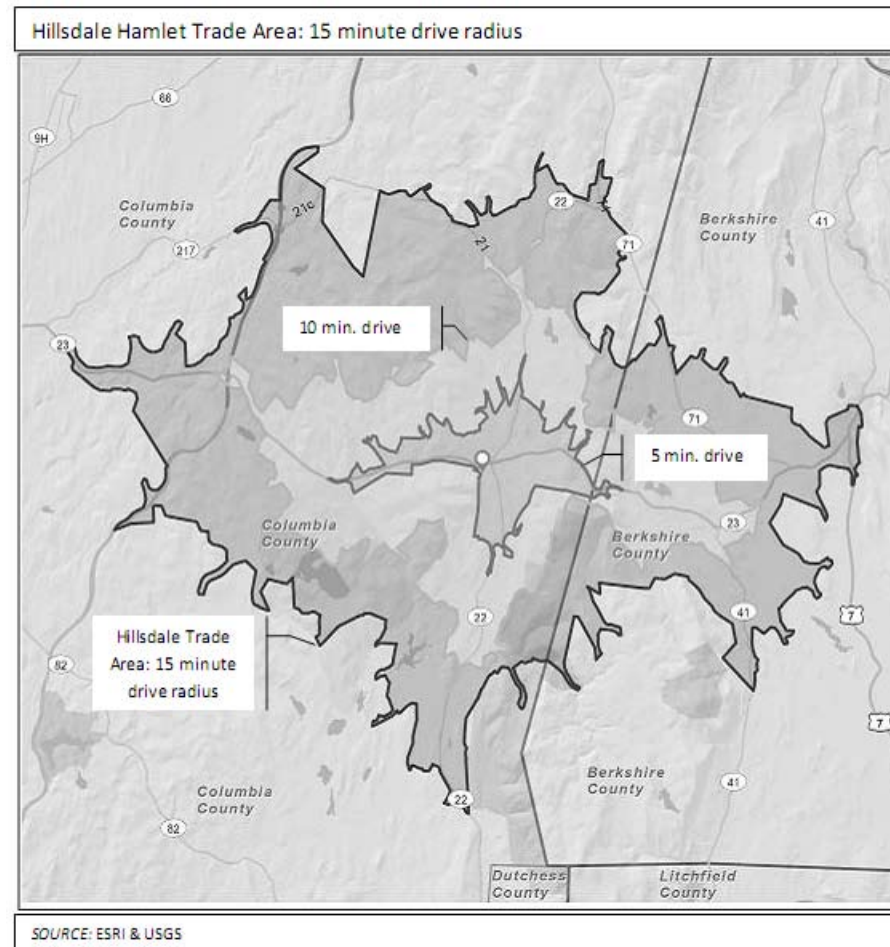 Hillsdale Hamlet Trade Area: 15 minute drive radius
66
9H
Columbia
County
21c
22
Berkshire
County
41
217
21
71
10 min. drive
23
71
5 min. drive
Columbia
County
23
Berkshire
County
22
41
7
Hillsdale Trade
Area: 15 minute
drive radius
82
7
Columbia
County
Berkshire
County
41
22
82
Dutchess
County
Litchfield
County
SOURCE: ESRI & USGS